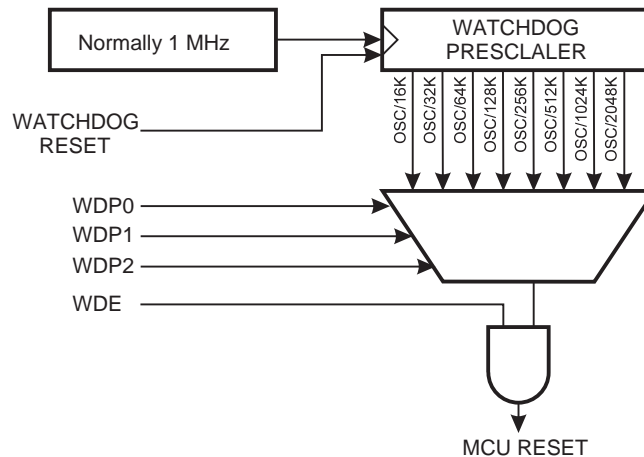 Normally 1 MHz
WATCHDOG
PRESCLALER
WATCHDOG
RESET
OSC/16K
OSC/32K
OSC/64K
OSC/128K
OSC/256K
OSC/512K
OSC/1024K
OSC/2048K
WDP0
WDP1
WDP2
WDE
MCU RESET